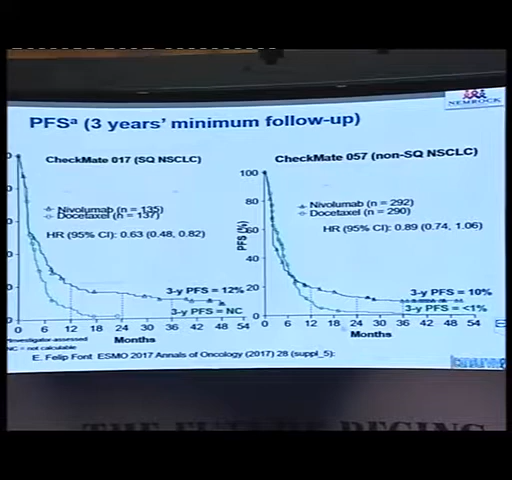 NEMROCK
PFSª (3 years' minimum follow-up)
CheckMate 017 (SQ NSCLC)
Nivolumab (n = 135)
Docetaxel (n = 137)
HR (95% CI): 0.63 (0.48, 0.82)
3-y PFS = 12%
3-y PFS = NC
0 6 12 18 24 30 36 42 48 54
Months
CheckMate 057 (non-SQ NSCLC)
100
80
60
40
20
0
PFS (%)
Nivolumab (n = 292)
Docetaxel (n = 290)
HR (95% CI): 0.89 (0.74, 1.06)
3-y PFS = 10%
3-y PFS = <1%
0 6 12 18 24 30 36 42 48 54
Months
Investigator-assessed
NC = not calculable
E. Felip Font ESMO 2017 Annals of Oncology (2017) 28 (suppl_5):
THE FUTURE BEGINS